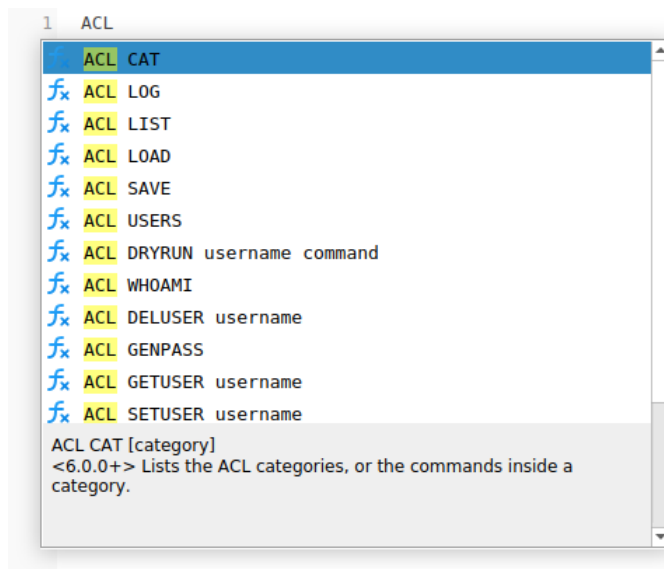 1 ACL
ACL CAT
ACL LOG
ACL LIST
ACL LOAD
ACL SAVE
ACL USERS
ACL DRYRUN username command
ACL WHOAMI
ACL DELUSER username
ACL GENPASS
ACL GETUSER username
ACL SETUSER username
ACL CAT [category]
<6.0.0+> Lists the ACL categories, or the commands inside a
category.